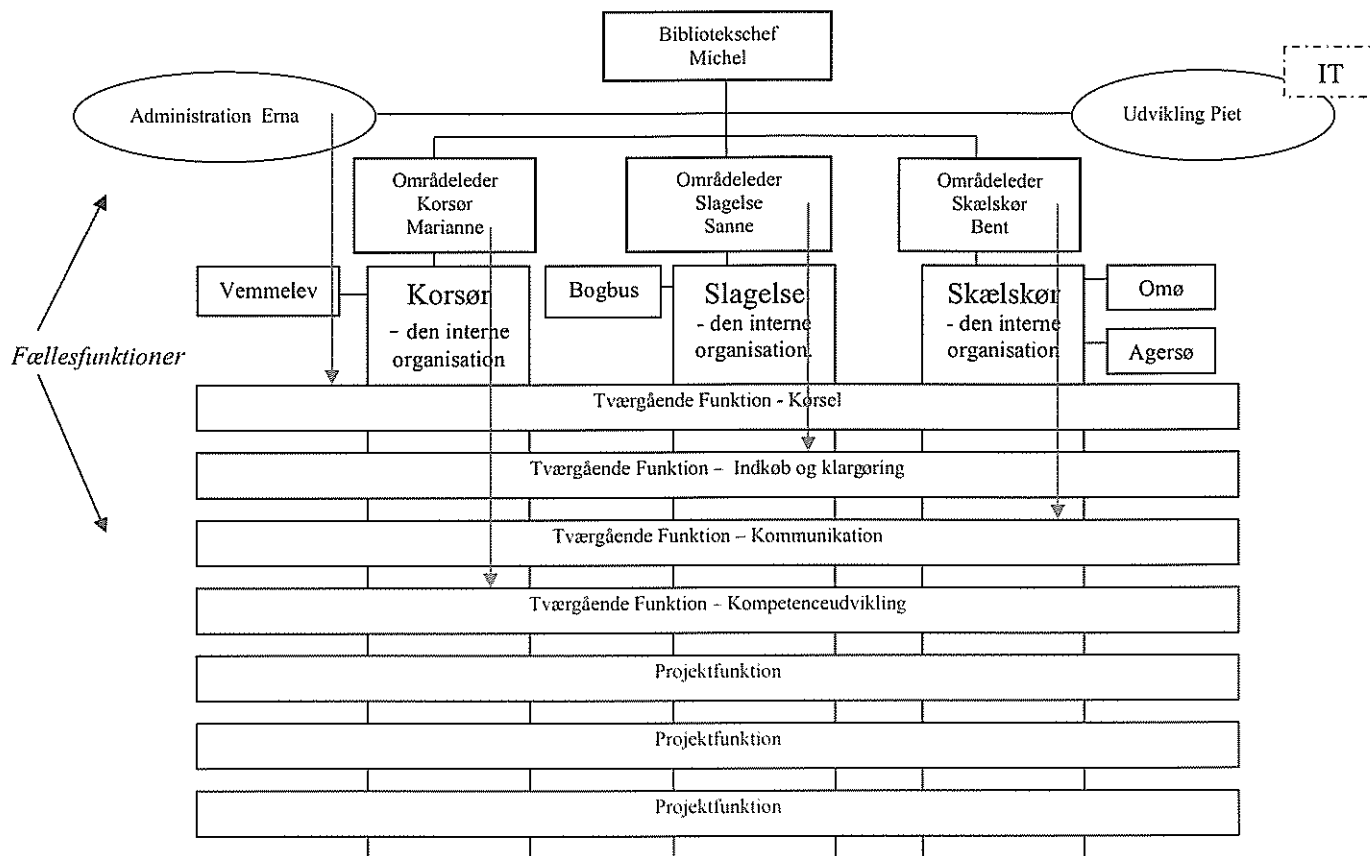 Bibliotekschef
Michel
IT
Administration Erna
Udvikling Piet
Områdeleder
Korsør
Marianne
Områdeleder
Slagelse
Sanne
Områdeleder
Skælskør
Bent
Vemmelev
Korsør
- den interne
organisation
Bogbus
Slagelse
- den interne
organisation.
Skælskør
- den interne
organisation
Omø
Agersø
Fællesfunktioner
Tværgående Funktion - Kørsel
Tværgående Funktion – Indkøb og klargøring
Tværgående Funktion – Kommunikation
Tværgående Funktion – Kompetenceudvikling
Projektfunktion
Projektfunktion
Projektfunktion